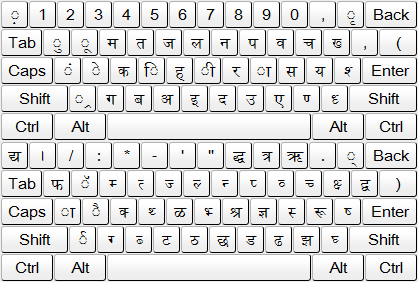 ़ 1 2 3 4 5 6 7 8 9 0 , ृ Back
Tab ु ू म त ज ल न प व च ख् , (
Caps ं े क ि ह ी र ा स य श् Enter
Shift ्र ग ब अ इ द उ ए ण् ध् Shift
Ctrl Alt Alt Ctrl
द्य । / : * - ' " द्ध त्र ऋ . ् Back
Tab फ ॅ म् त् ज् ल् न् प् व् च् क्ष् द्व )
Caps ा ै क् थ् ळ भ् श्र ज्ञ स् रू ष् Enter
Shift र्ं ग् ब् ट ठ छ ड ढ झ घ् Shift
Ctrl Alt Alt Ctrl